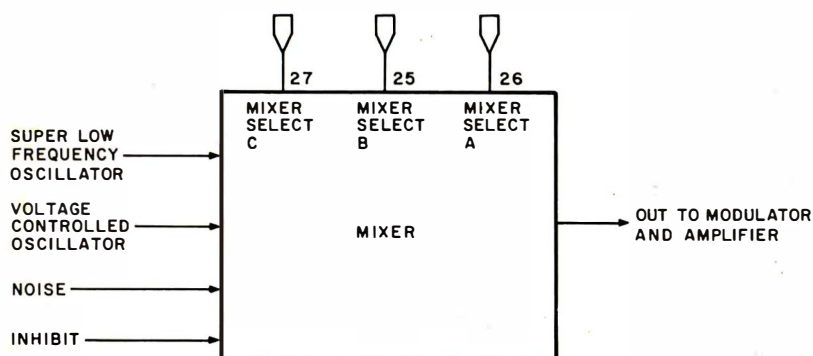 27
25
26
MIXER
SELECT
C
MIXER
SELECT
B
MIXER
SELECT
A
SUPER LOW
FREQUENCY
OSCILLATOR
VOLTAGE
CONTROLLED
OSCILLATOR
MIXER
OUT TO MODULATOR
AND AMPLIFIER
NOISE
INHIBIT